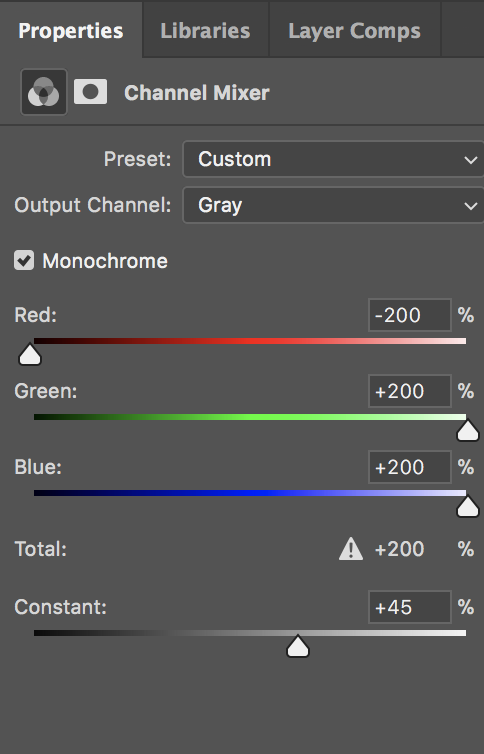 Properties Libraries Layer Comps
Channel Mixer
Preset: Custom
Output Channel: Gray
Monochrome
Red: -200 %
Green: +200 %
Blue: +200 %
Total: +200 %
Constant: +45 %